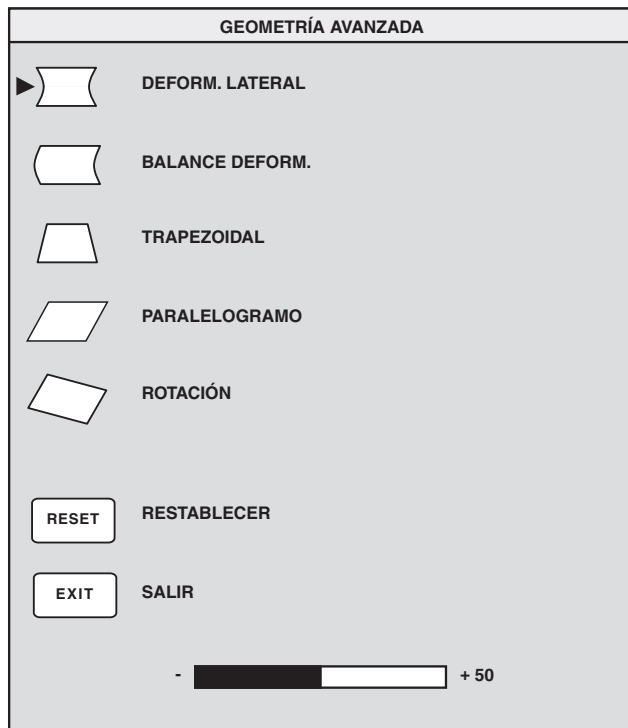 GEOMETRÍA AVANZADA
DEFORM. LATERAL
BALANCE DEFORM.
TRAPEZOIDAL
PARALELOGRAMO
ROTACIÓN
RESET RESTABLECER
EXIT SALIR
- + 50